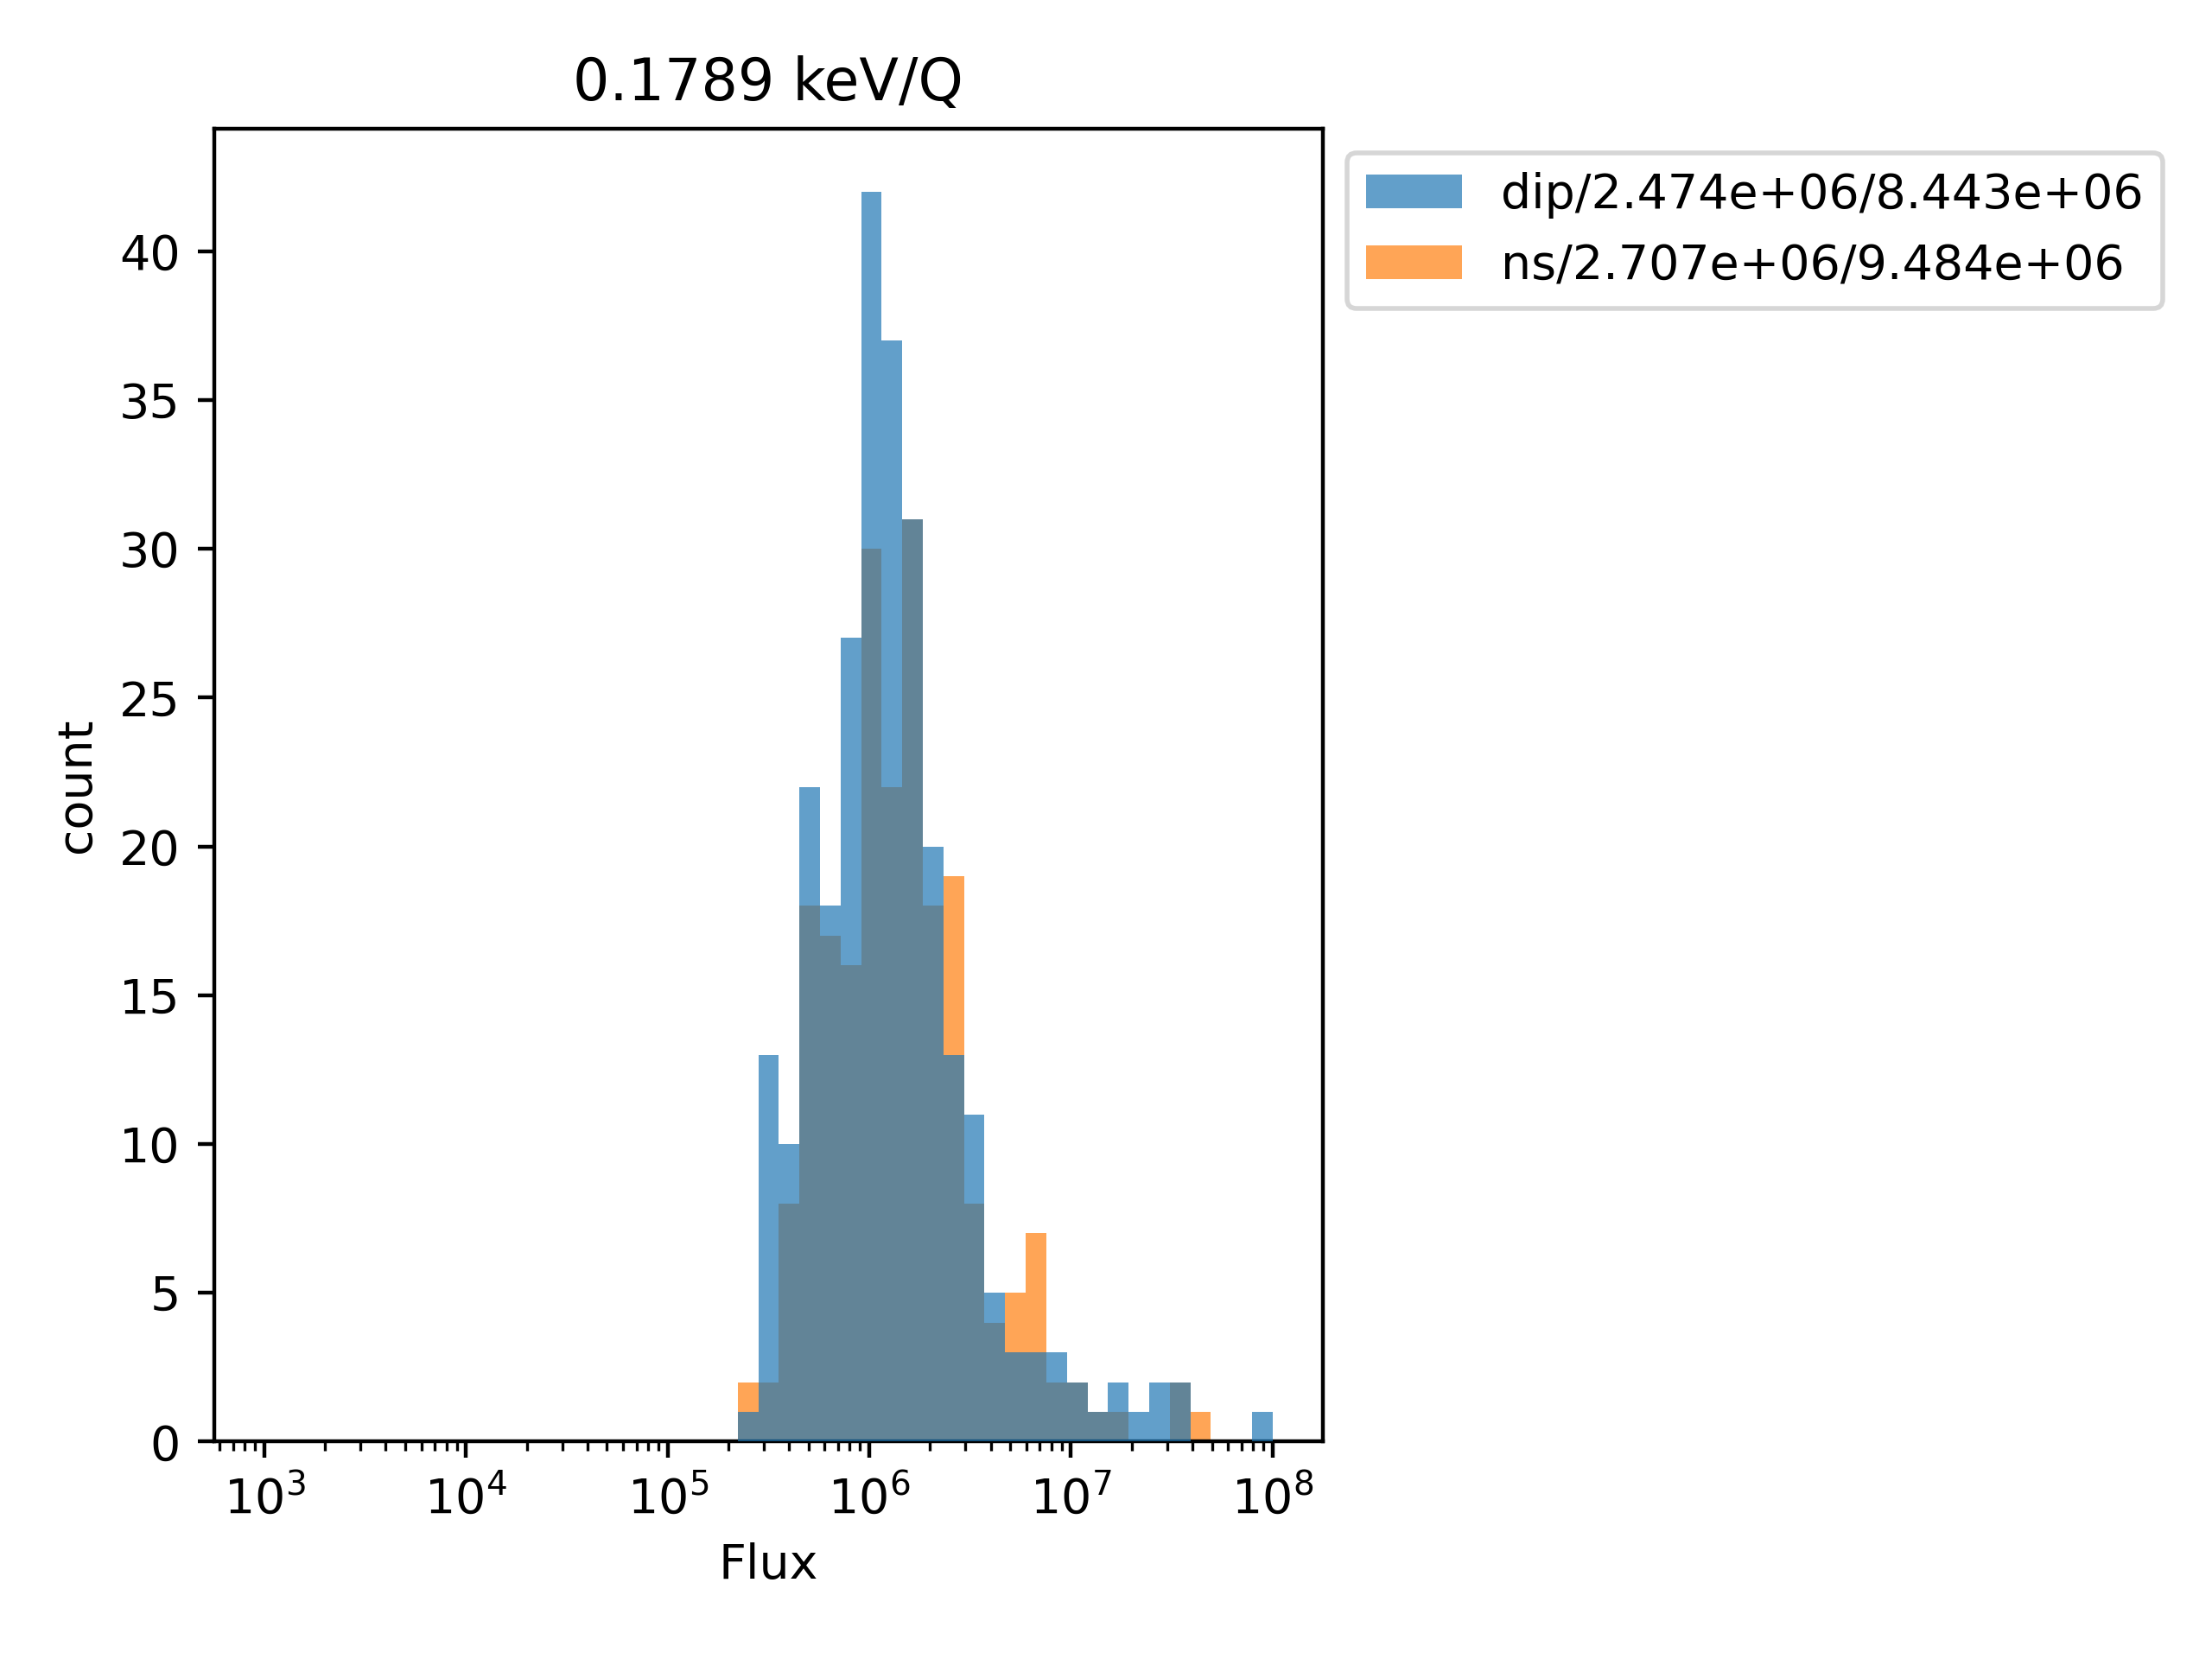 0.1789 keV/Q
dip/2.474e+06/8.443e+06
ns/2.707e+06/9.484e+06
count
40
35
30
25
20
15
10
5
0
10³ 10⁴ 10⁵ 10⁶ 10⁷ 10⁸
Flux